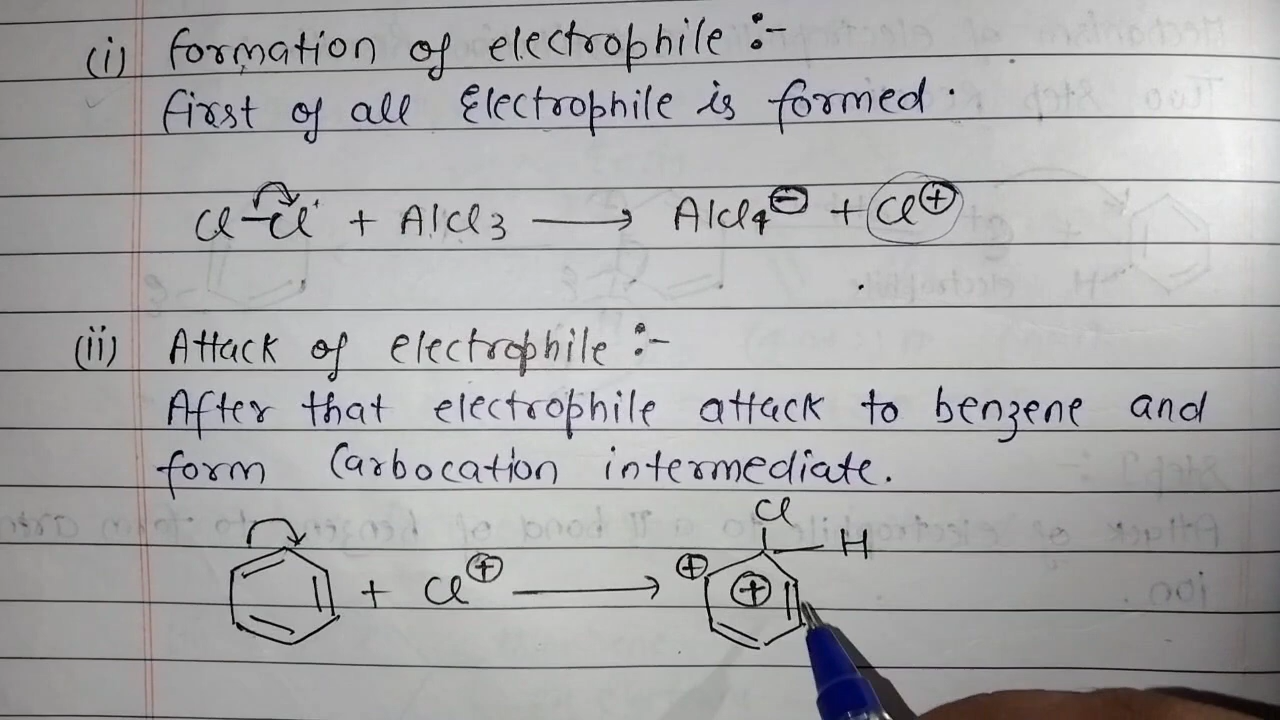 (i) formation of electrophile :-
first of all Electrophile is formed.
Cl-Cl + AlCl3 ⟶ AlCl4⊖ + Cl⊕
(ii) Attack of electrophile :-
After that electrophile attack to benzene and
form Carbocation intermediate.
Cl
+ Cl⊕ ⟶ ⊕ ⊕ H